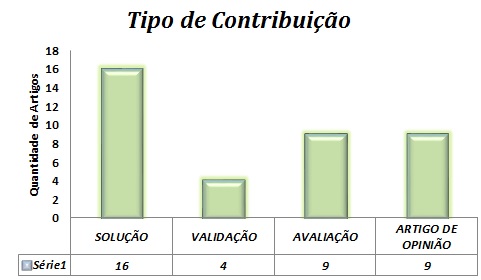 Tipo de Contribuição
Quantidade de Artigos
18
16
14
12
10
8
6
4
2
0
SOLUÇÃO VALIDAÇÃO AVALIAÇÃO ARTIGO DE
OPINIÃO
Série1 16 4 9 9